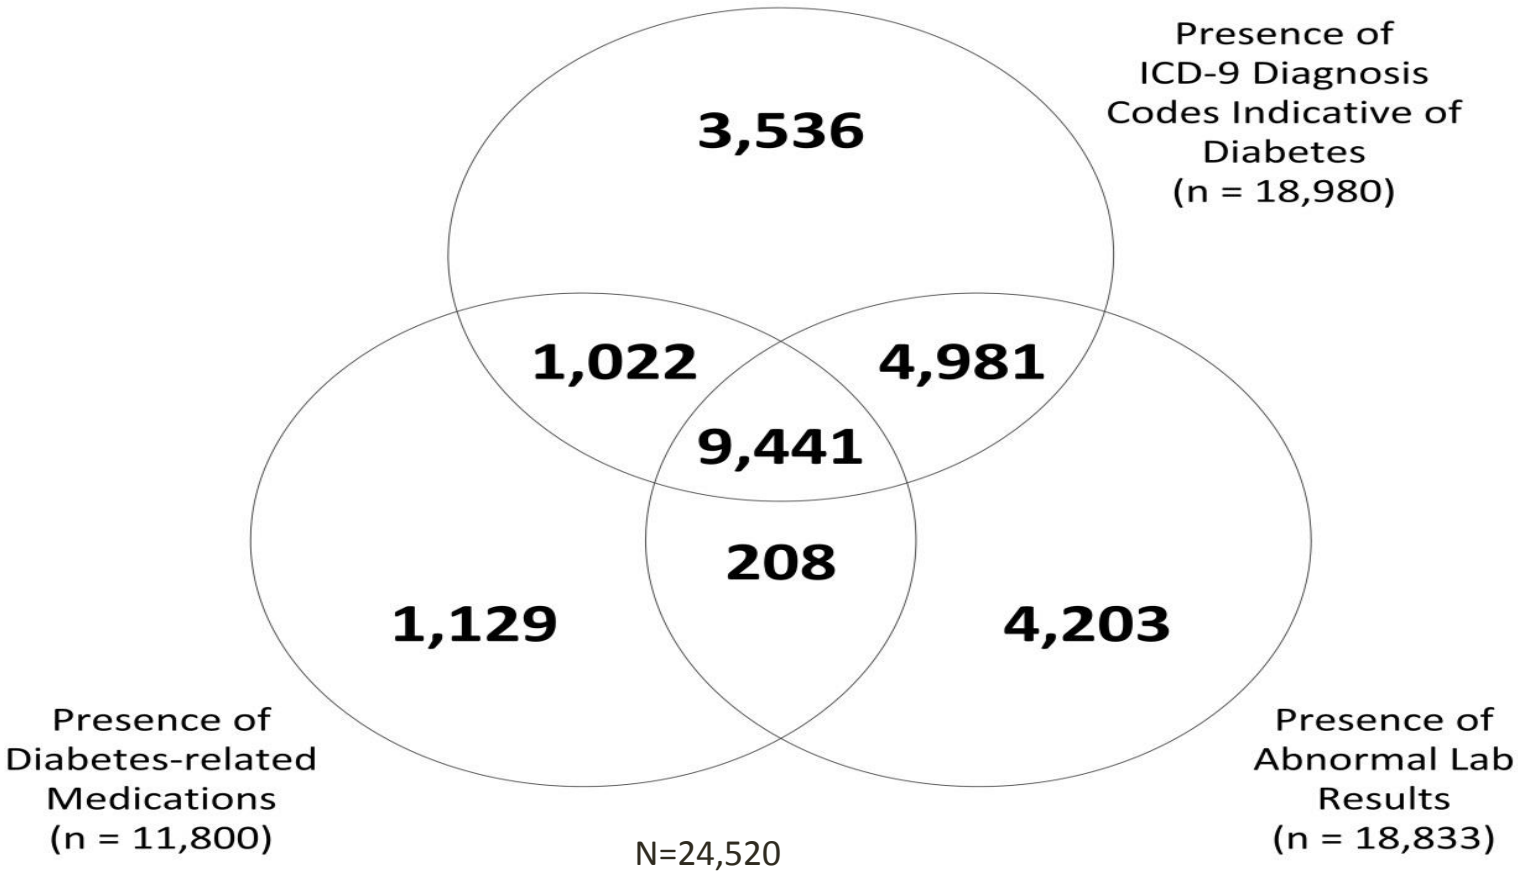 Presence of
ICD-9 Diagnosis
Codes Indicative of
Diabetes
(n = 18,980)
3,536
1,022
4,981
9,441
208
1,129
4,203
Presence of
Diabetes-related
Medications
(n = 11,800)
Presence of
Abnormal Lab
Results
(n = 18,833)
N=24,520